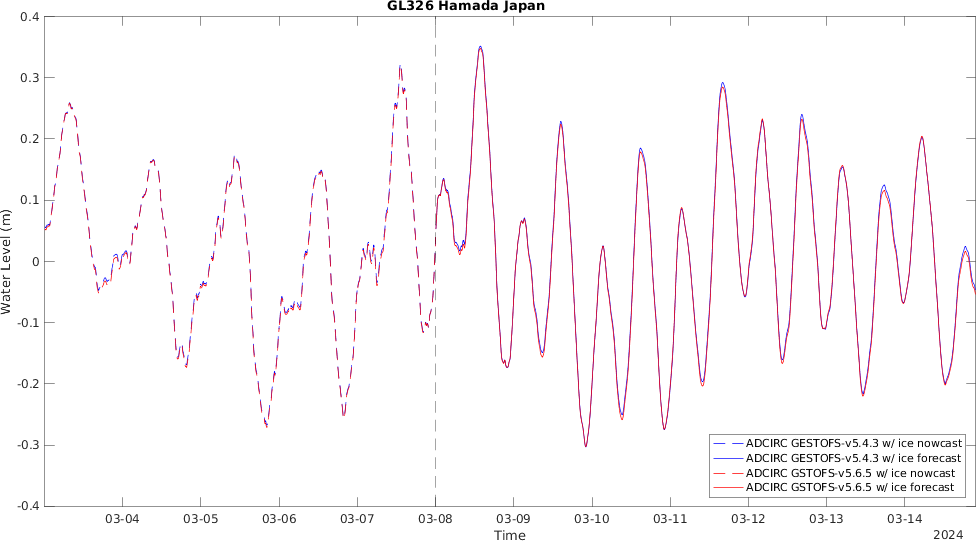 GL326 Hamada Japan
0.4
0.3
0.2
0.1
0
-0.1
-0.2
-0.3
-0.4
Water Level (m)
03-04 03-05 03-06 03-07 03-08 03-09 03-10 03-11 03-12 03-13 03-14
Time
2024
ADCIRC GESTOFS-v5.4.3 w/ ice nowcast
ADCIRC GESTOFS-v5.4.3 w/ ice forecast
ADCIRC GSTOFS-v5.6.5 w/ ice nowcast
ADCIRC GSTOFS-v5.6.5 w/ ice forecast